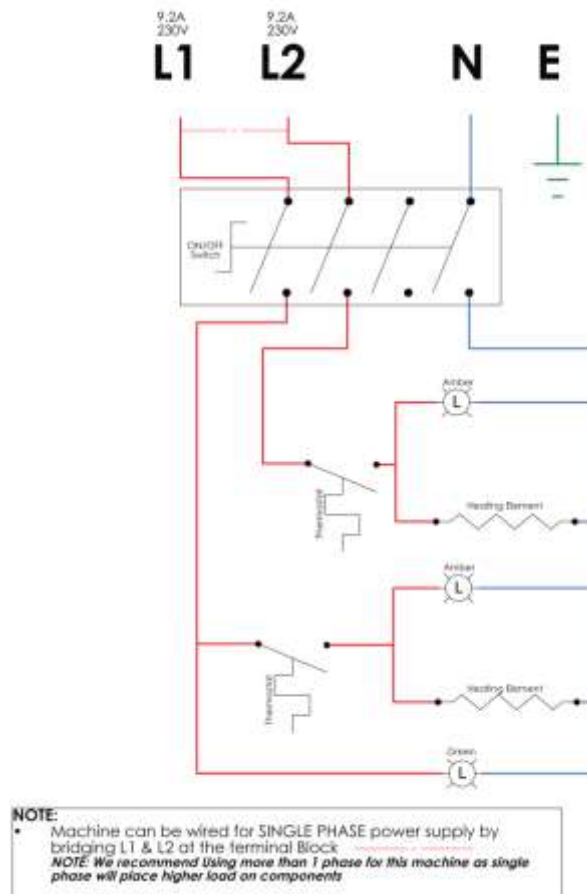 9.2A 9.2A
230V 230V
L1 L2 N E
ON/OFF
Switch
Amber
L
Thermostat
Heating Element
Amber
L
Thermostat
Heating Element
Green
L
NOTE:
• Machine can be wired for SINGLE PHASE power supply by
bridging L1 & L2 at the terminal Block
NOTE: We recommend Using more than 1 phase for this machine as single
phase will place higher load on components